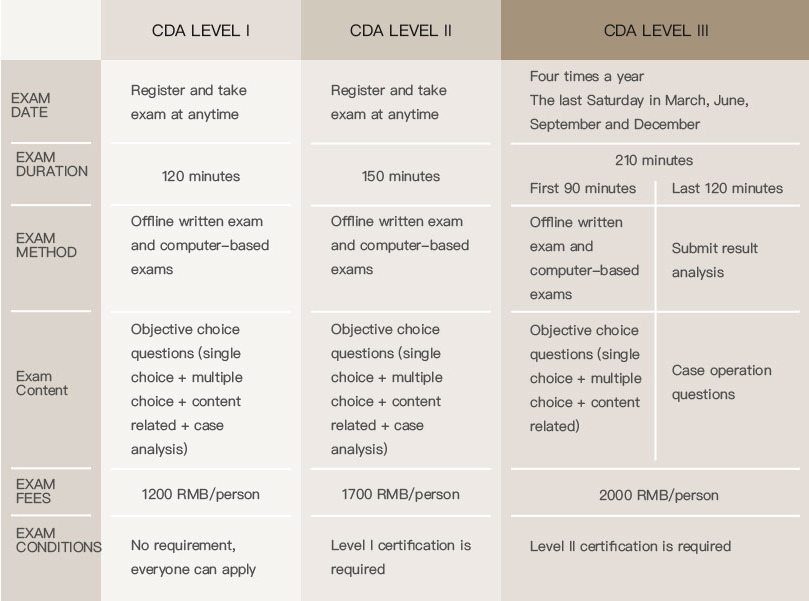 CDA LEVEL I
CDA LEVEL II
CDA LEVEL III
EXAM
DATE
Register and take
exam at anytime
Register and take
exam at anytime
Four times a year
The last Saturday in March, June,
September and December
EXAM
DURATION
120 minutes
150 minutes
210 minutes
First 90 minutes
Last 120 minutes
EXAM
METHOD
Offline written exam
and computer-based
exams
Offline written exam
and computer-based
exams
Offline written
exam and
computer-based
exams
Submit result
analysis
Exam
Content
Objective choice
questions (single
choice + multiple
choice + content
related + case
analysis)
Objective choice
questions (single
choice + multiple
choice + content
related + case
analysis)
Objective choice
questions (single
choice + multiple
choice + content
related)
Case operation
questions
EXAM
FEES
1200 RMB/person
1700 RMB/person
2000 RMB/person
EXAM
CONDITIONS
No requirement,
everyone can apply
Level I certification is
required
Level II certification is required